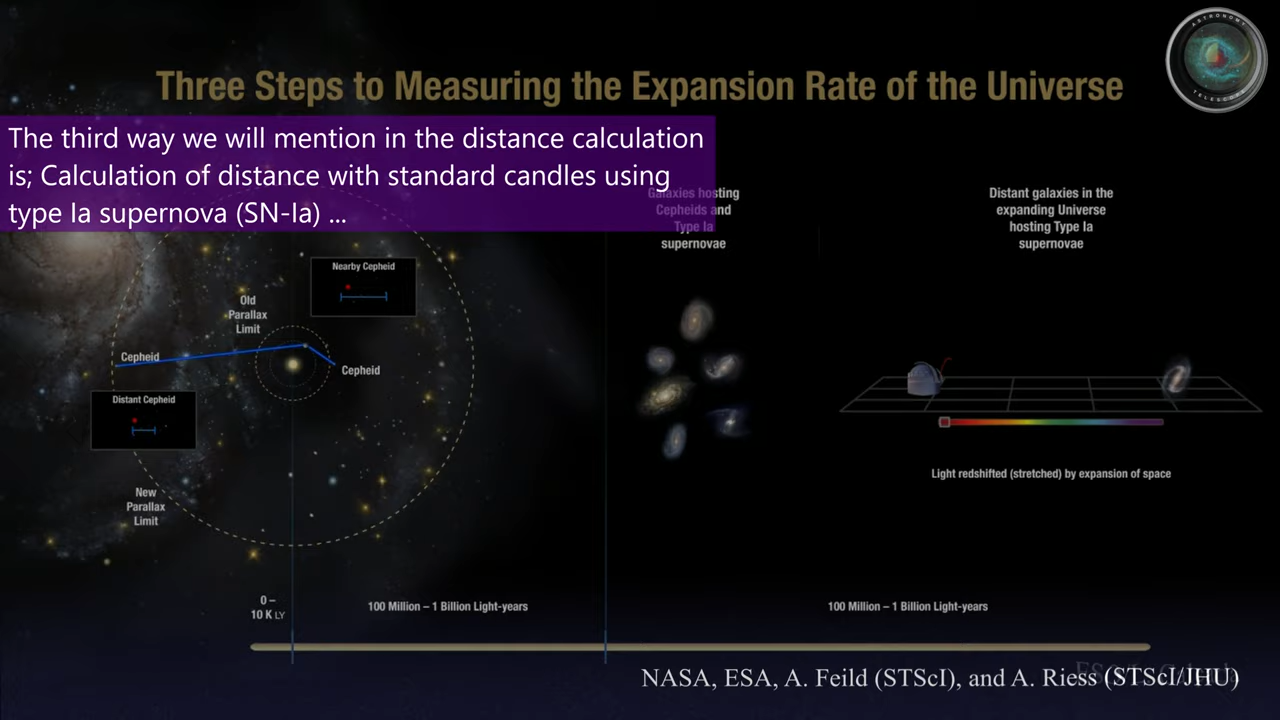 ASTRONOMY
TELESCOPE
Three Steps to Measuring the Expansion Rate of the Universe
The third way we will mention in the distance calculation
is; Calculation of distance with standard candles using
type Ia supernova (SN-Ia) ...
Galaxies hosting
Cepheids and
Type Ia
supernovae
Distant galaxies in the
expanding Universe
hosting Type Ia
supernovae
Nearby Cepheid
Old
Parallax
Limit
Cepheid
Cepheid
Distant Cepheid
New
Parallax
Limit
Light redshifted (stretched) by expansion of space
0 –
10 K LY
100 Million – 1 Billion Light-years
100 Million – 1 Billion Light-years
NASA, ESA, A. Feild (STScI), and A. Riess (STScI/JHU)